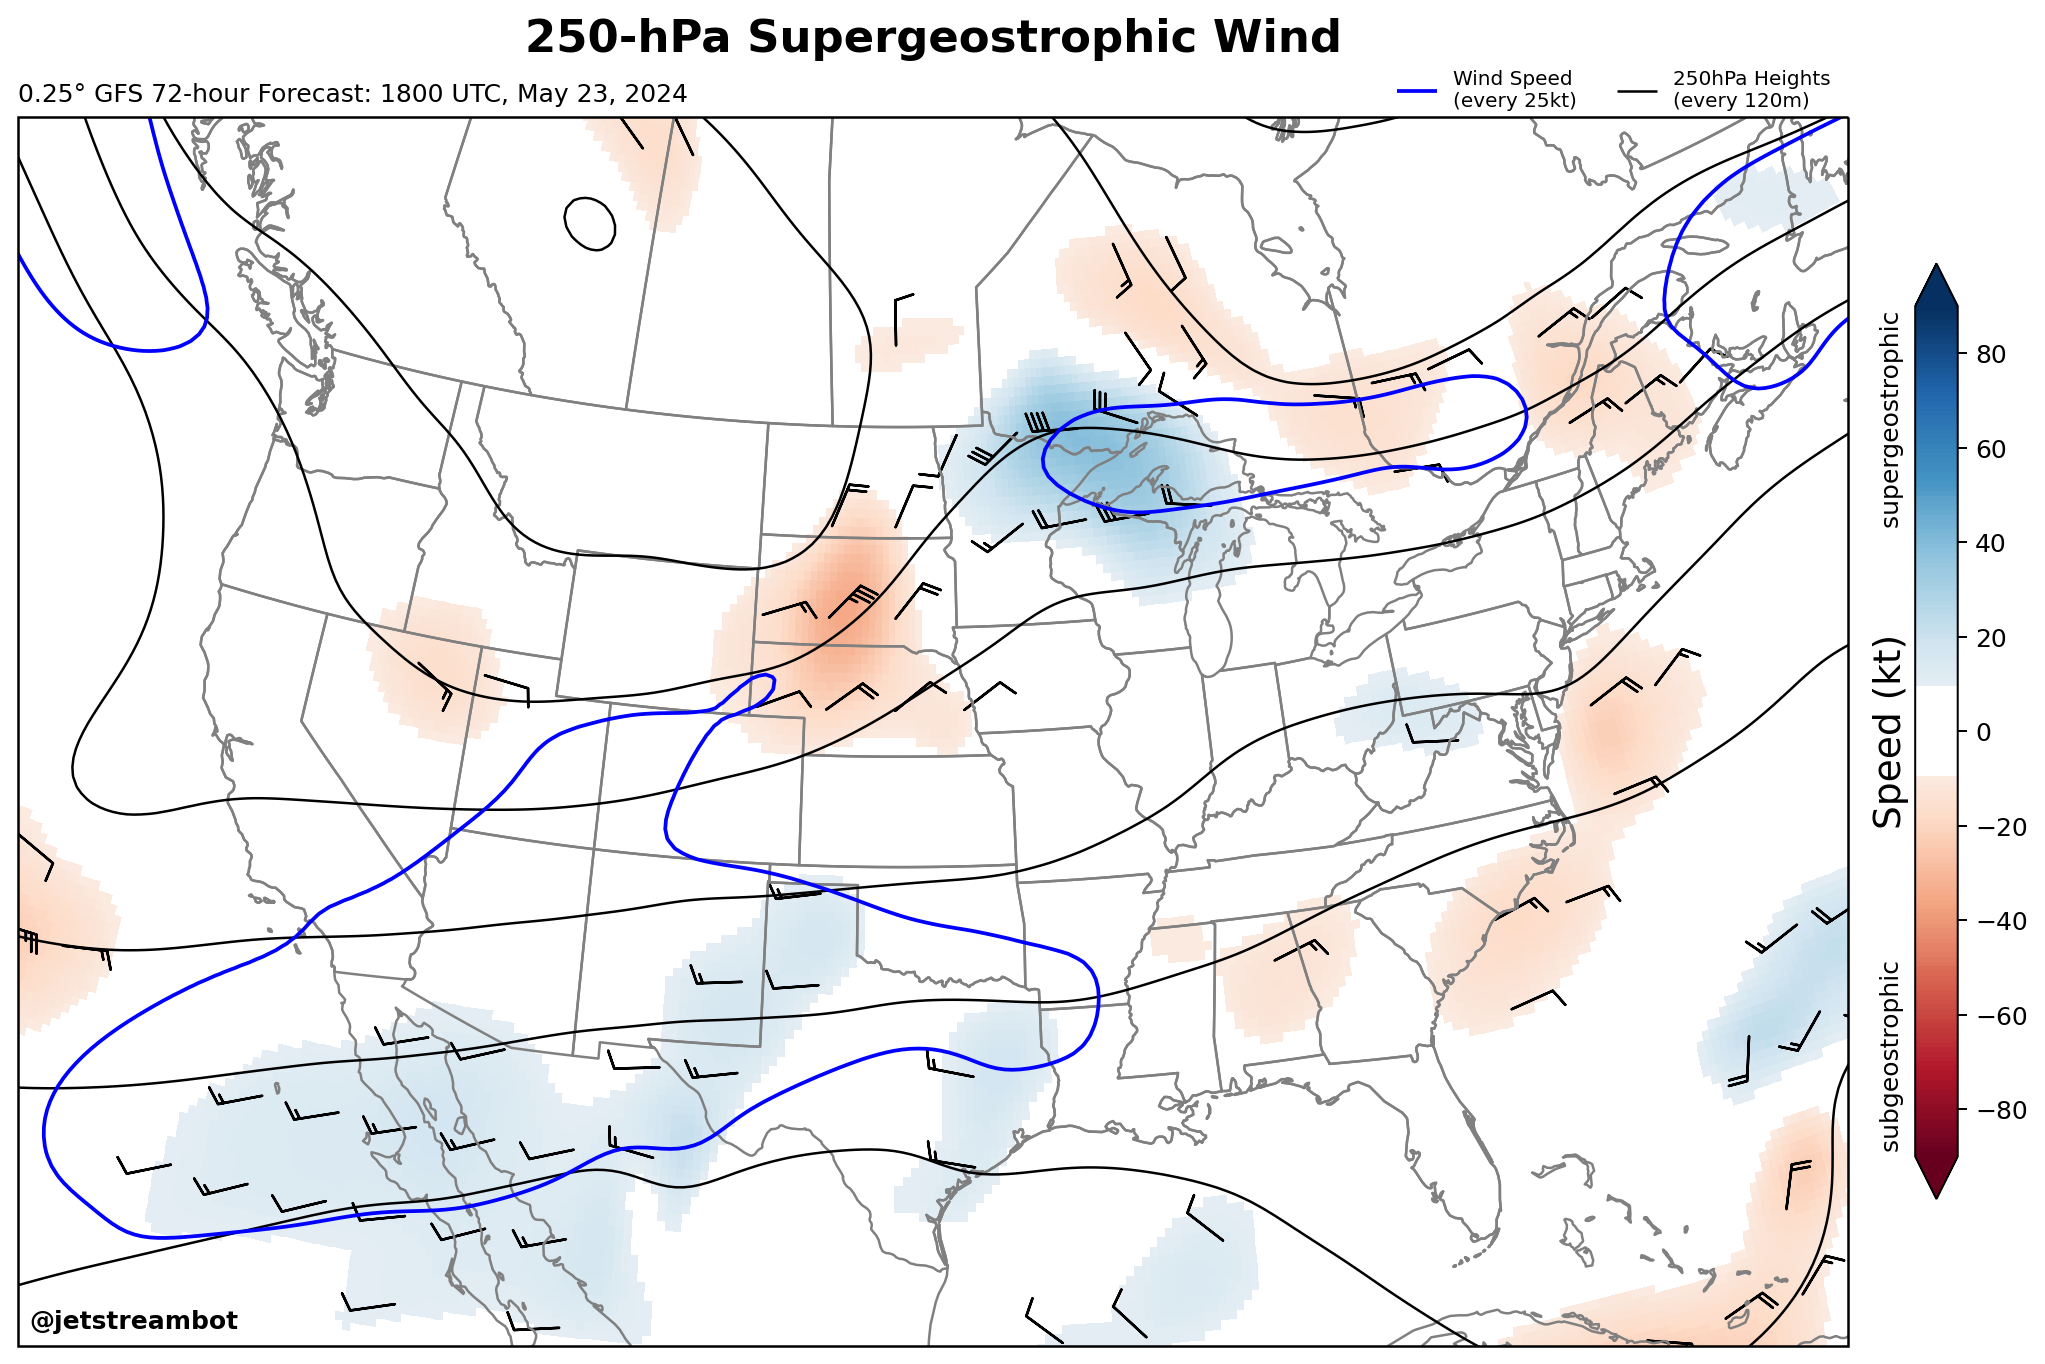 250-hPa Supergeostrophic Wind
0.25° GFS 72-hour Forecast: 1800 UTC, May 23, 2024
Wind Speed
(every 25kt)
250hPa Heights
(every 120m)
supergeostrophic
subgeostrophic
Speed (kt)
80
60
40
20
0
−20
−40
−60
−80
@jetstreambot